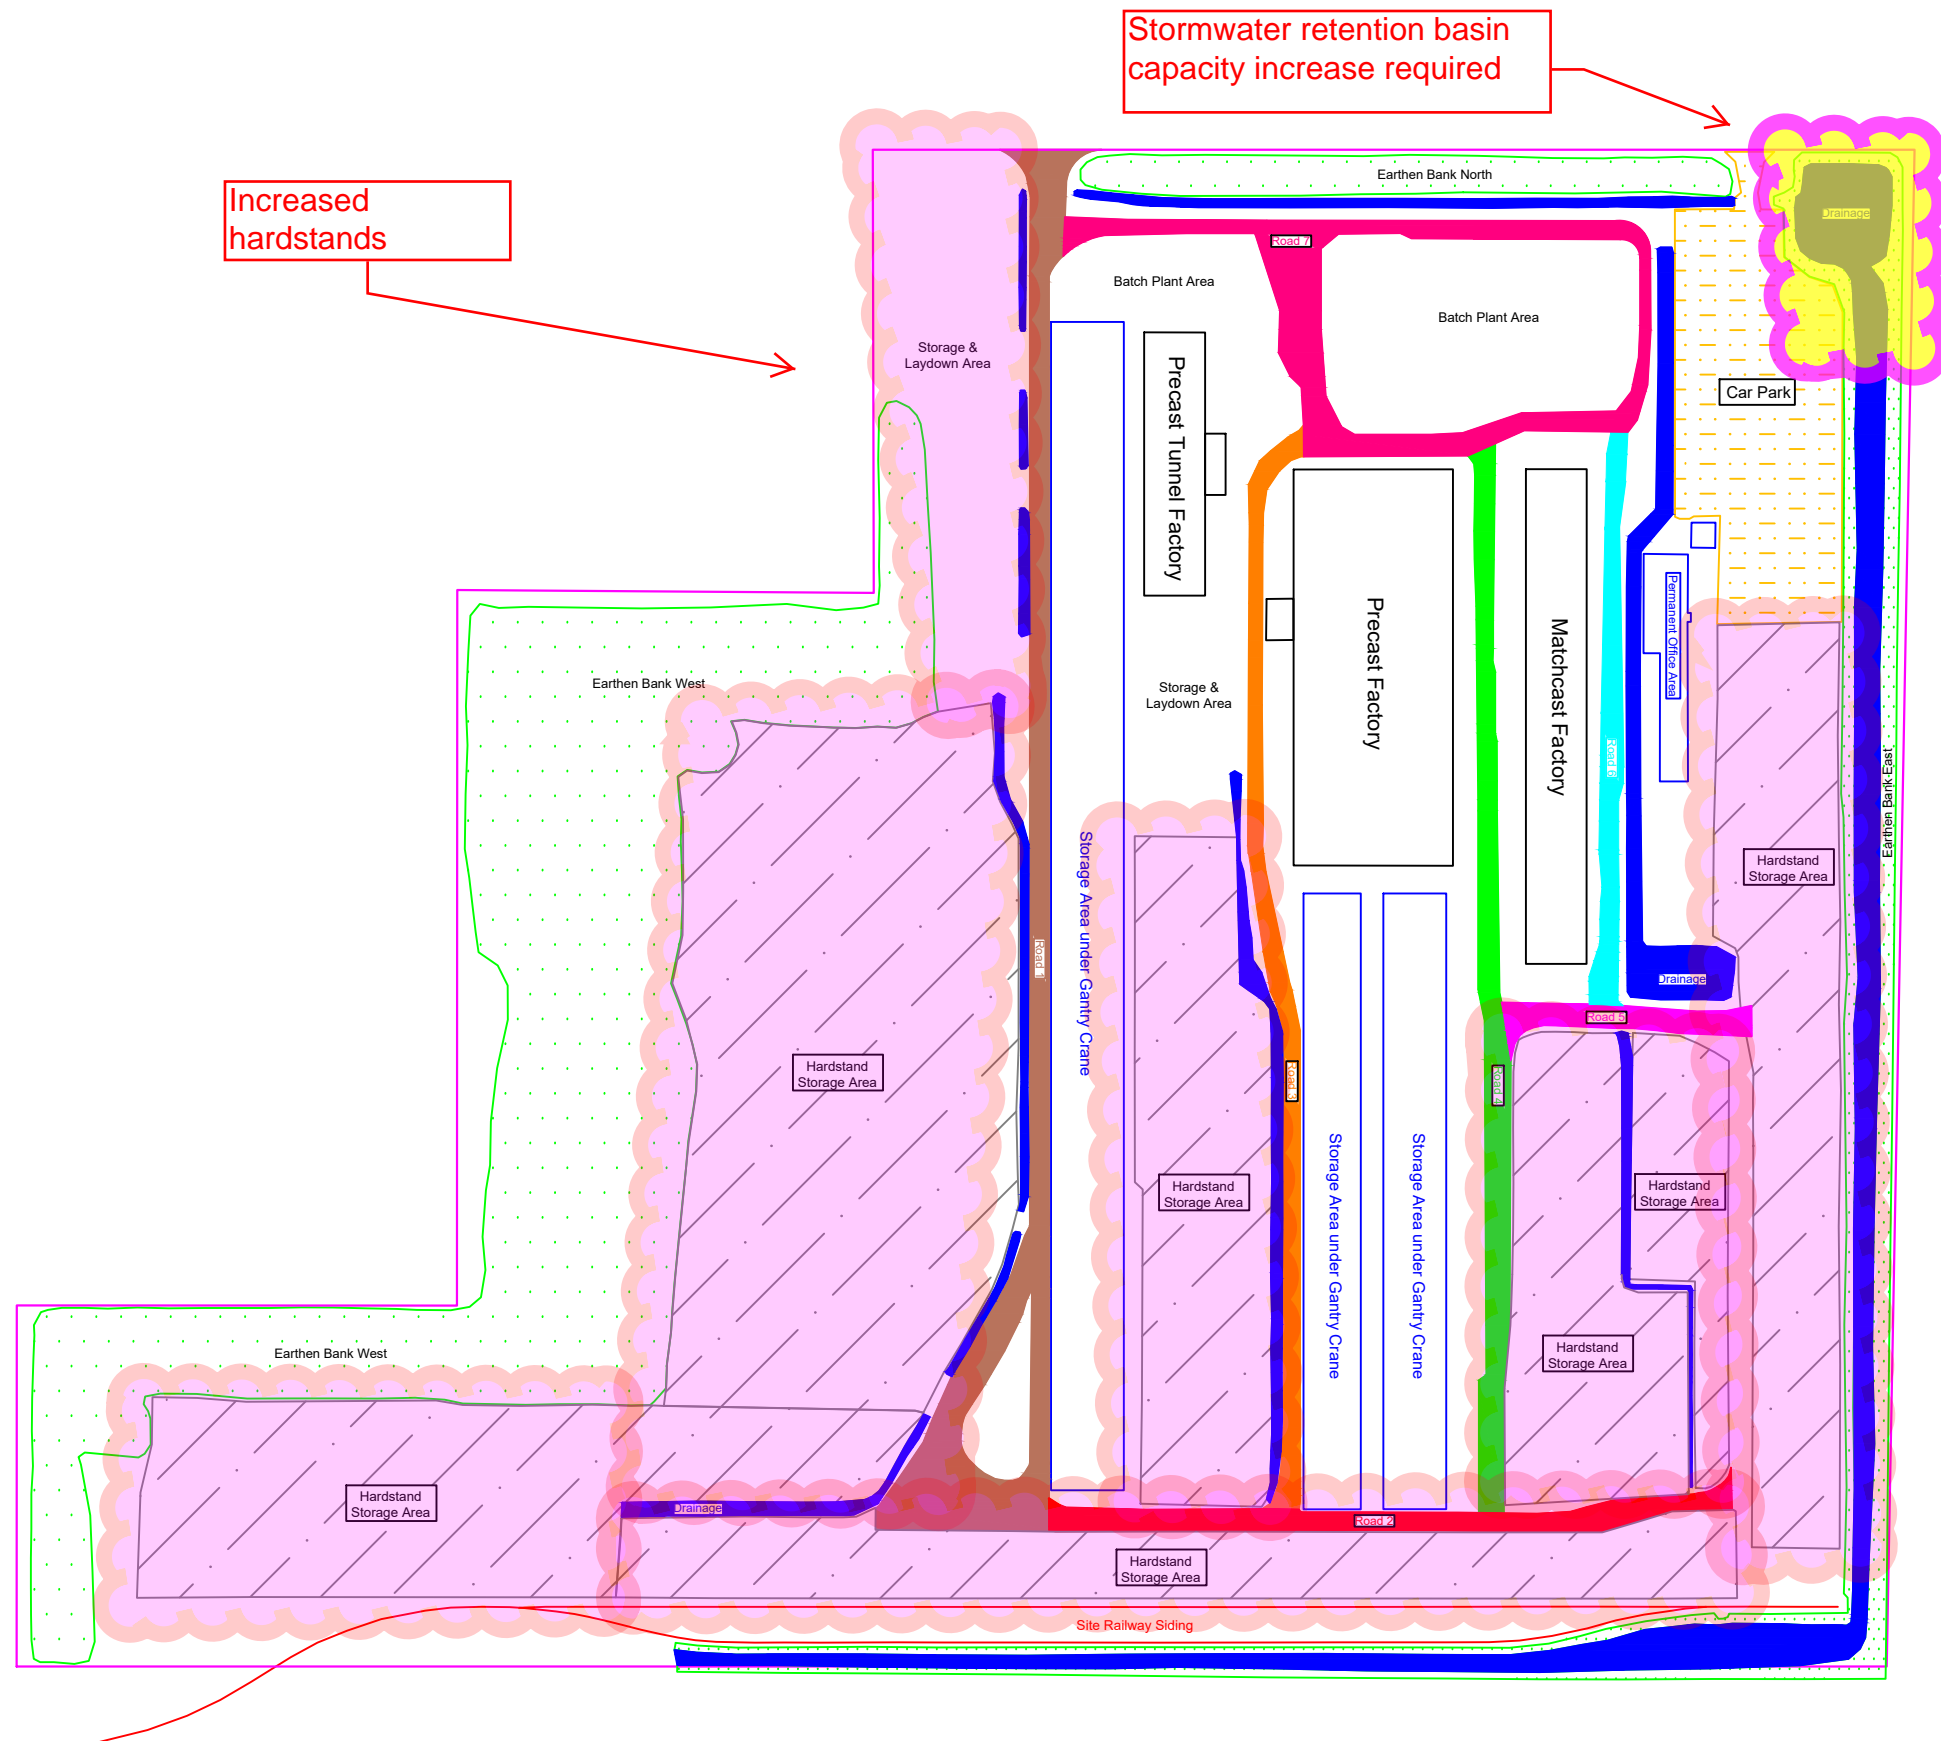 Stormwater retention basin
capacity increase required
Increased
hardstands
Earthen Bank North
Drainage
Road 7
Batch Plant Area
Batch Plant Area
Storage &
Laydown Area
Car Park
Precast Tunnel Factory
Precast Factory
Matchcast Factory
Permanent Office Area
Earthen Bank West
Storage &
Laydown Area
Road 6
Earthen Bank East
Hardstand
Storage Area
Storage Area under Gantry Crane
Road 1
Drainage
Road 5
Hardstand
Storage Area
Road 3
Road 4
Hardstand
Storage Area
Hardstand
Storage Area
Storage Area under Gantry Crane
Storage Area under Gantry Crane
Earthen Bank West
Hardstand
Storage Area
Hardstand
Storage Area
Drainage
Road 2
Hardstand
Storage Area
Site Railway Siding